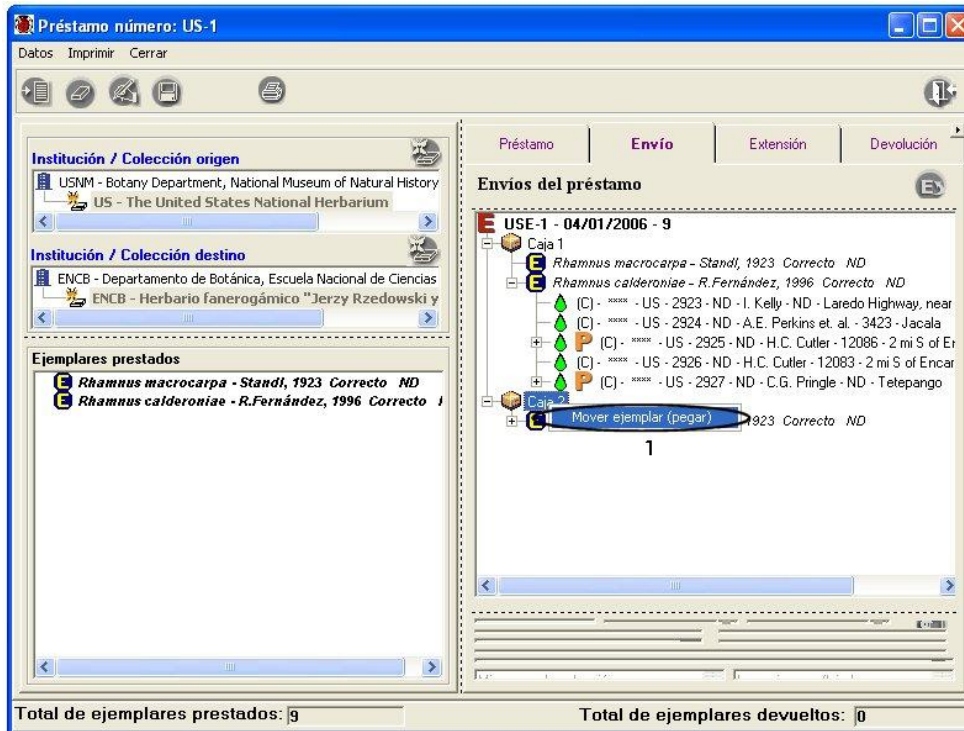 Préstamo número: US-1
Datos Imprimir Cerrar
Institución / Colección origen
USNM - Botany Department, National Museum of Natural History
US - The United States National Herbarium
Institución / Colección destino
ENCB - Departamento de Botánica, Escuela Nacional de Ciencias
ENCB - Herbario fanerogámico "Jerzy Rzedowski y
Ejemplares prestados
E Rhamnus macrocarpa - Standl, 1923 Correcto ND
E Rhamnus calderoniae - R.Fernández, 1996 Correcto
Préstamo Envío Extensión Devolución
Envíos del préstamo
E USE-1 - 04/01/2006 - 9
Caja 1
E Rhamnus macrocarpa - Standl, 1923 Correcto ND
E Rhamnus calderoniae - R.Fernández, 1996 Correcto ND
(C) - **** - US - 2923 - ND - I. Kelly - ND - Laredo Highway, near
(C) - **** - US - 2924 - ND - A.E. Perkins et. al. - 3423 - Jacala
P (C) - **** - US - 2925 - ND - H.C. Cutler - 12086 - 2 mi S of
(C) - **** - US - 2926 - ND - H.C. Cutler - 12083 - 2 mi S of Encar
P (C) - **** - US - 2927 - ND - C.G. Pringle - ND - Tetepango
Caja 2
Mover ejemplar (pegar)
1923 Correcto ND
1
Total de ejemplares prestados: 9
Total de ejemplares devueltos: 0